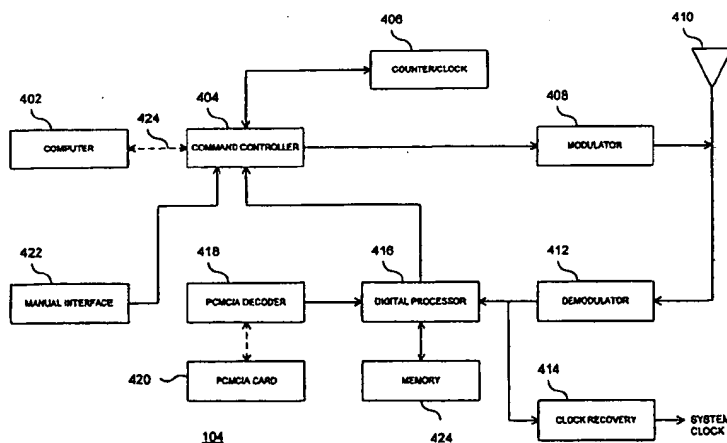 406
410
COUNTER/CLOCK
402
424
404
408
COMPUTER
COMMAND CONTROLLER
MODULATOR
422
418
416
412
MANUAL INTERFACE
PCMCIA DECODER
DIGITAL PROCESSOR
DEMODULATOR
420
PCMCIA CARD
MEMORY
414
CLOCK RECOVERY
SYSTEM
CLOCK
104
424